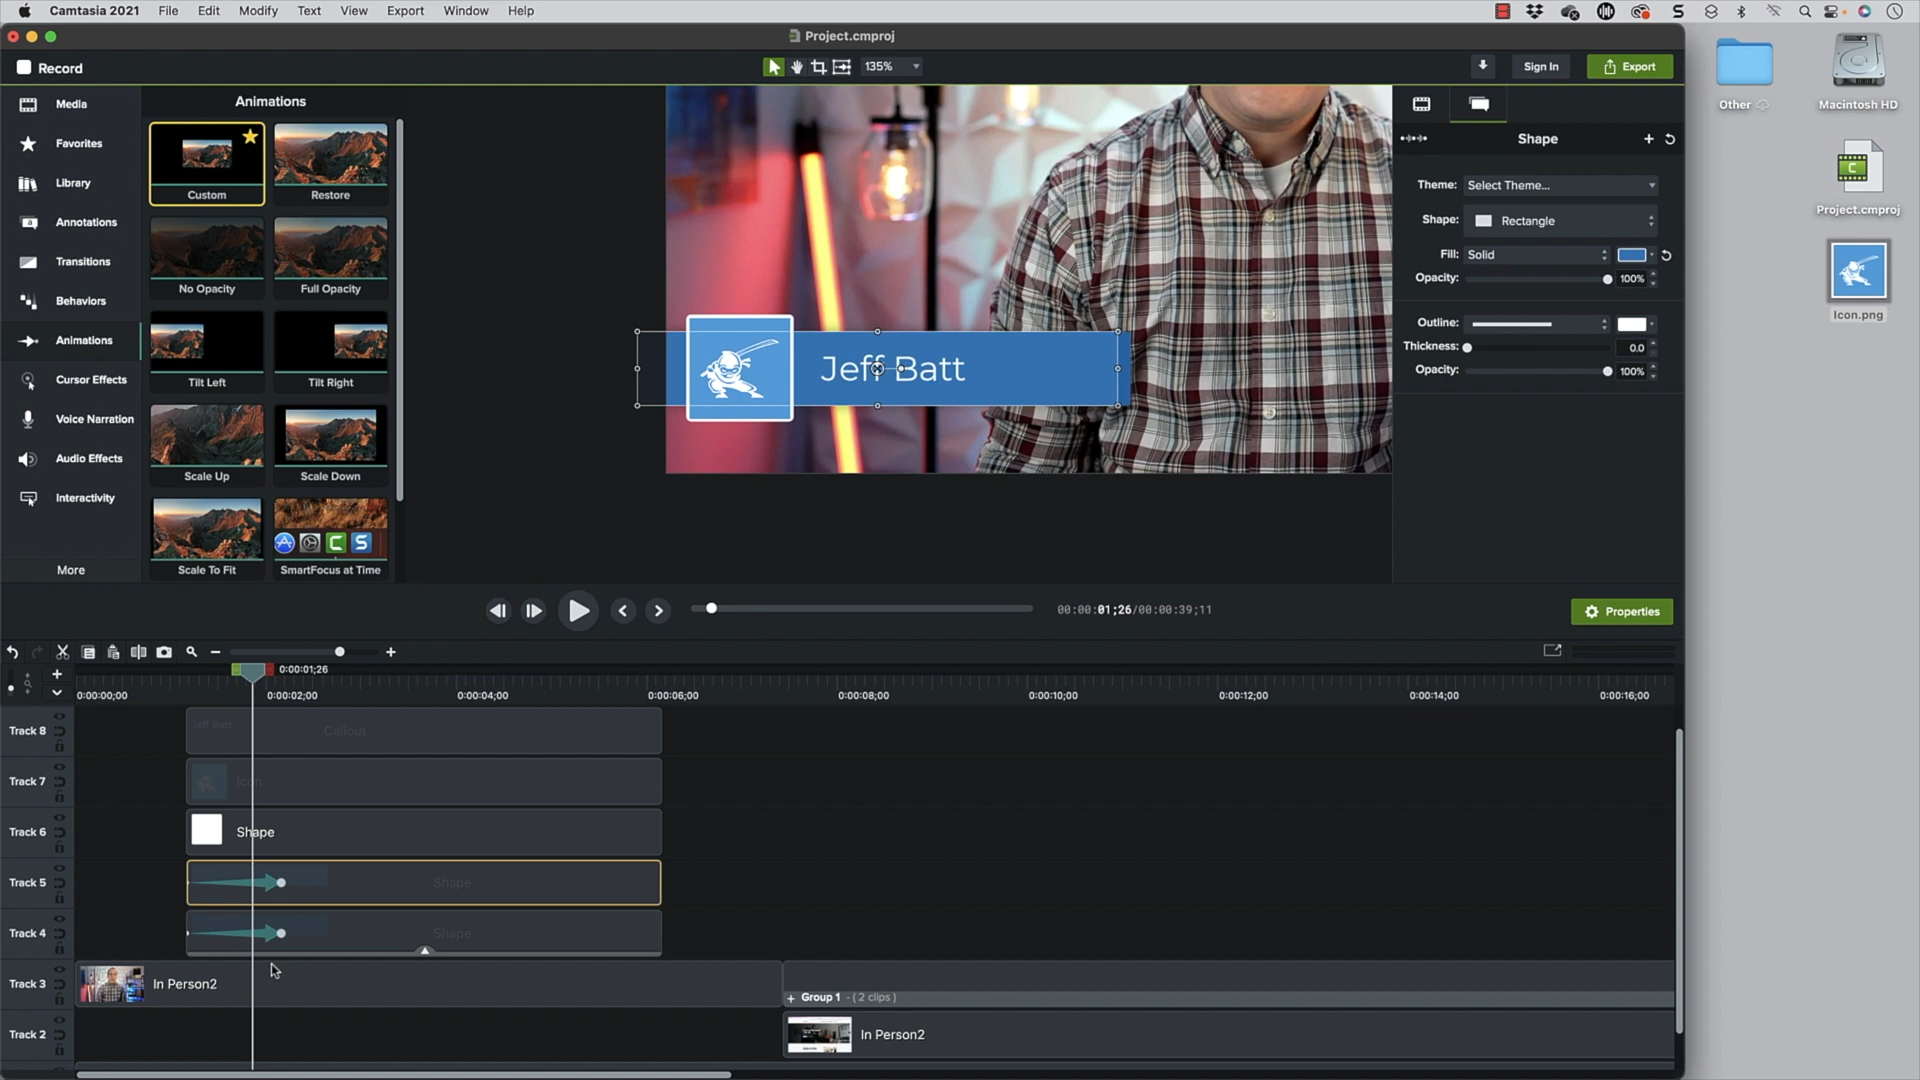 Camtasia 2021 File Edit Modify Text View Export Window Help
Project.cmproj
Record
135%
Sign In
Export
Media
Favorites
Library
Annotations
Transitions
Behaviors
Animations
Cursor Effects
Voice Narration
Audio Effects
Interactivity
More
Animations
Custom
Restore
No Opacity
Full Opacity
Tilt Left
Tilt Right
Scale Up
Scale Down
Scale To Fit
SmartFocus at Time
Jeff Batt
Shape
Theme: Select Theme...
Shape: Rectangle
Fill: Solid
Opacity: 100%
Outline:
Thickness: 0.0
Opacity: 100%
Other
Macintosh HD
Project.cmproj
Icon.png
00:00:01;26/00:00:39;11
Properties
0:00:01;26
0:00:00;00 0:00:02;00 0:00:04;00 0:00:06;00 0:00:08;00 0:00:10;00 0:00:12;00 0:00:14;00 0:00:16;00
Track 8 Jeff Batt Callout
Track 7 Icon
Track 6 Shape
Track 5 Shape
Track 4 Shape
Track 3 In Person2
+ Group 1 - ( 2 clips )
Track 2 In Person2